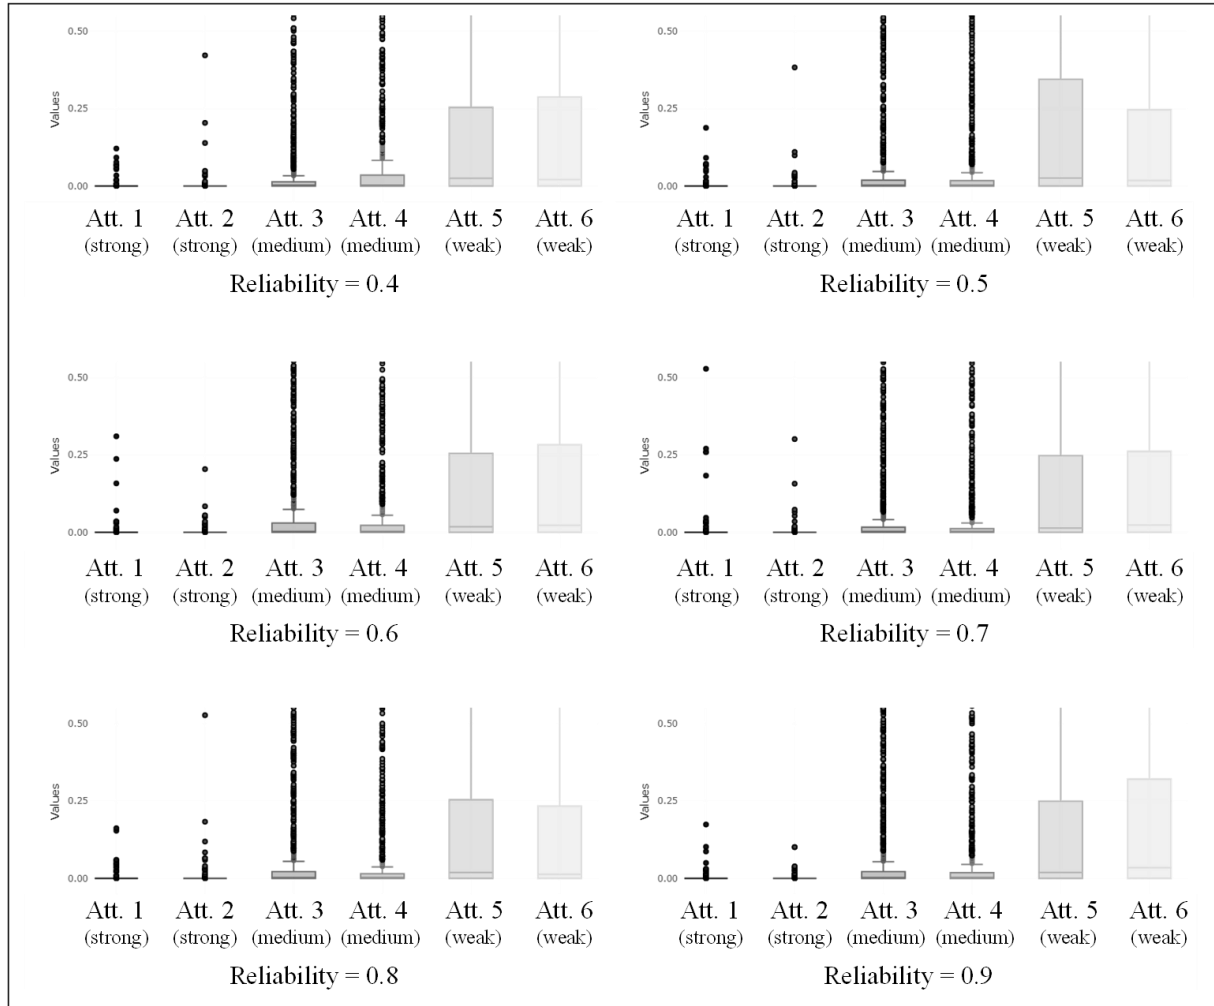 0.50
0.25
0.00
Values
Att. 1 Att. 2 Att. 3 Att. 4 Att. 5 Att. 6
(strong) (strong) (medium) (medium) (weak) (weak)
Reliability = 0.4
0.50
0.25
0.00
Values
Att. 1 Att. 2 Att. 3 Att. 4 Att. 5 Att. 6
(strong) (strong) (medium) (medium) (weak) (weak)
Reliability = 0.5
0.50
0.25
0.00
Values
Att. 1 Att. 2 Att. 3 Att. 4 Att. 5 Att. 6
(strong) (strong) (medium) (medium) (weak) (weak)
Reliability = 0.6
0.50
0.25
0.00
Values
Att. 1 Att. 2 Att. 3 Att. 4 Att. 5 Att. 6
(strong) (strong) (medium) (medium) (weak) (weak)
Reliability = 0.7
0.50
0.25
0.00
Values
Att. 1 Att. 2 Att. 3 Att. 4 Att. 5 Att. 6
(strong) (strong) (medium) (medium) (weak) (weak)
Reliability = 0.8
0.50
0.25
0.00
Values
Att. 1 Att. 2 Att. 3 Att. 4 Att. 5 Att. 6
(strong) (strong) (medium) (medium) (weak) (weak)
Reliability = 0.9